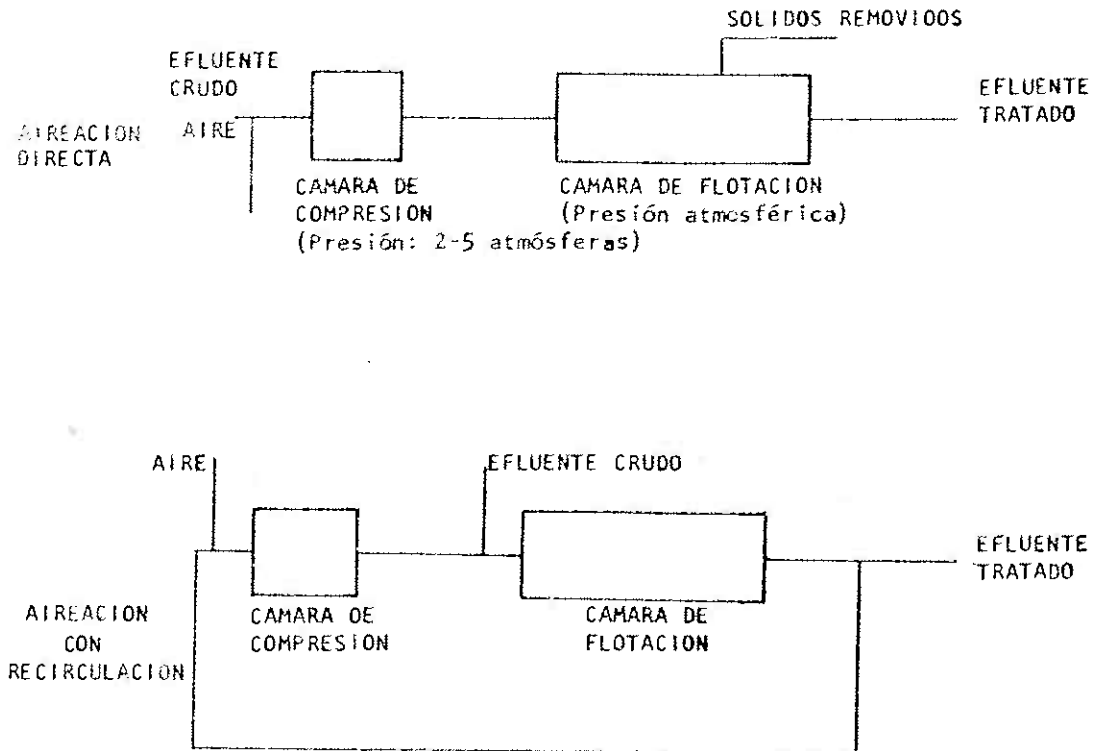 SOLIDOS REMOVIDOS
EFLUENTE
CRUDO
EFLUENTE
TRATADO
AIREACION
DIRECTA
AIRE
CAMARA DE
COMPRESION
(Presión: 2-5 atmósferas)
CAMARA DE FLOTACION
(Presión atmosférica)
AIRE
EFLUENTE CRUDO
EFLUENTE
TRATADO
AIREACION
CON
RECIRCULACION
CAMARA DE
COMPRESION
CAMARA DE
FLOTACION